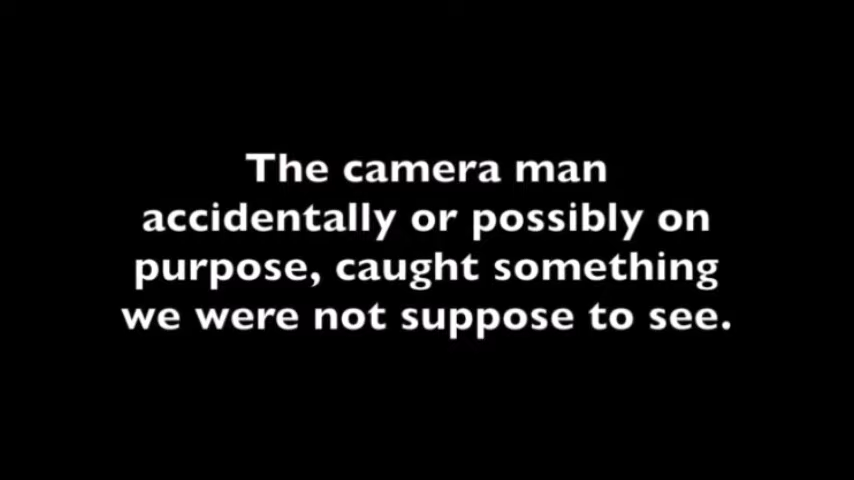 The camera man
accidentally or possibly on
purpose, caught something
we were not suppose to see.